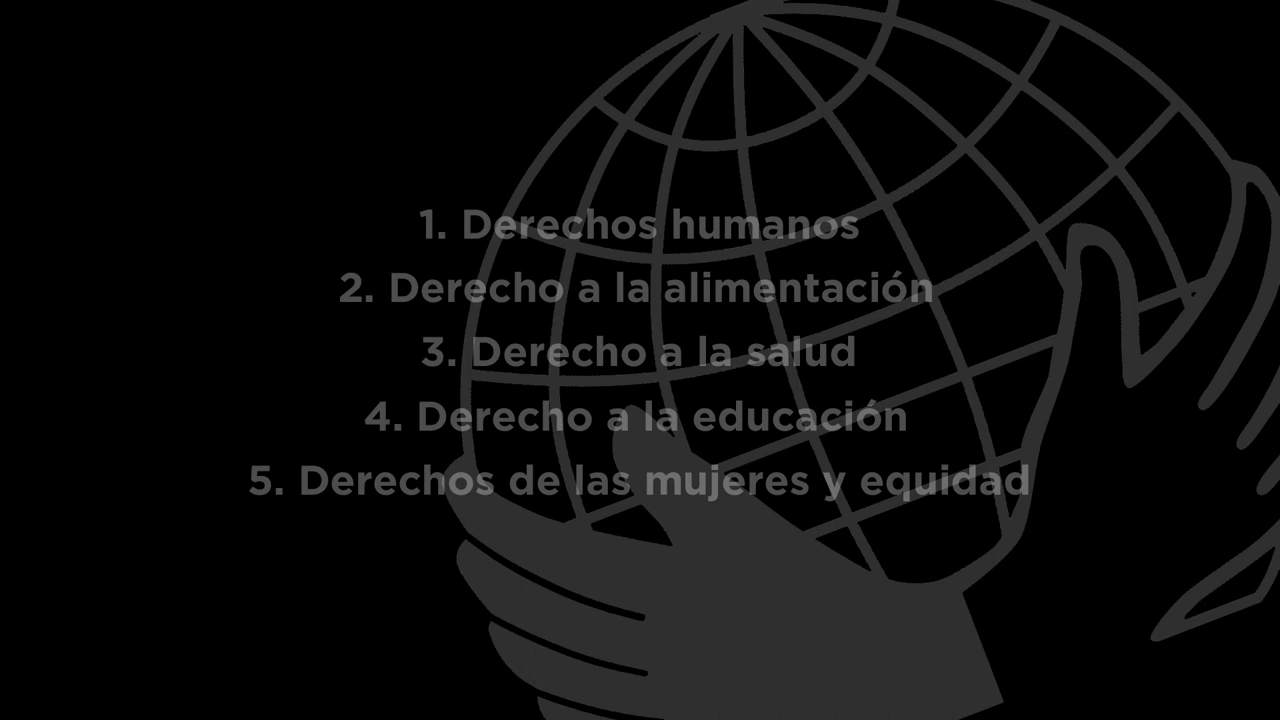 1. Derechos humanos
2. Derecho a la alimentación
3. Derecho a la salud
4. Derecho a la educación
5. Derechos de las mujeres y equidad